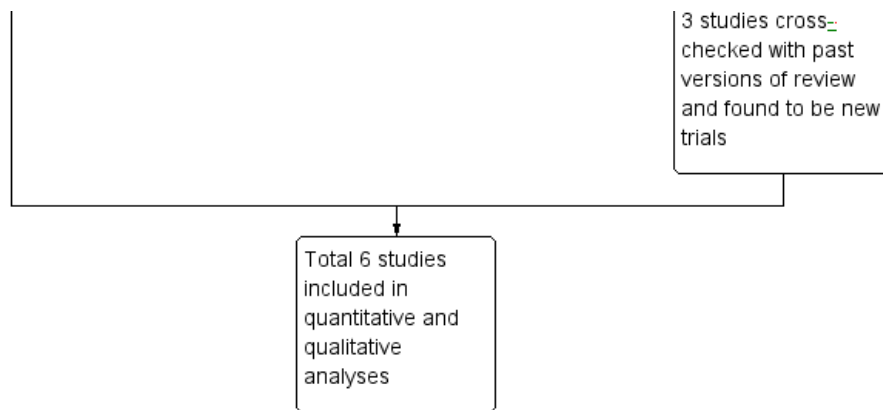 3 studies cross-
checked with past
versions of review
and found to be new
trials
Total 6 studies
included in
quantitative and
qualitative
analyses